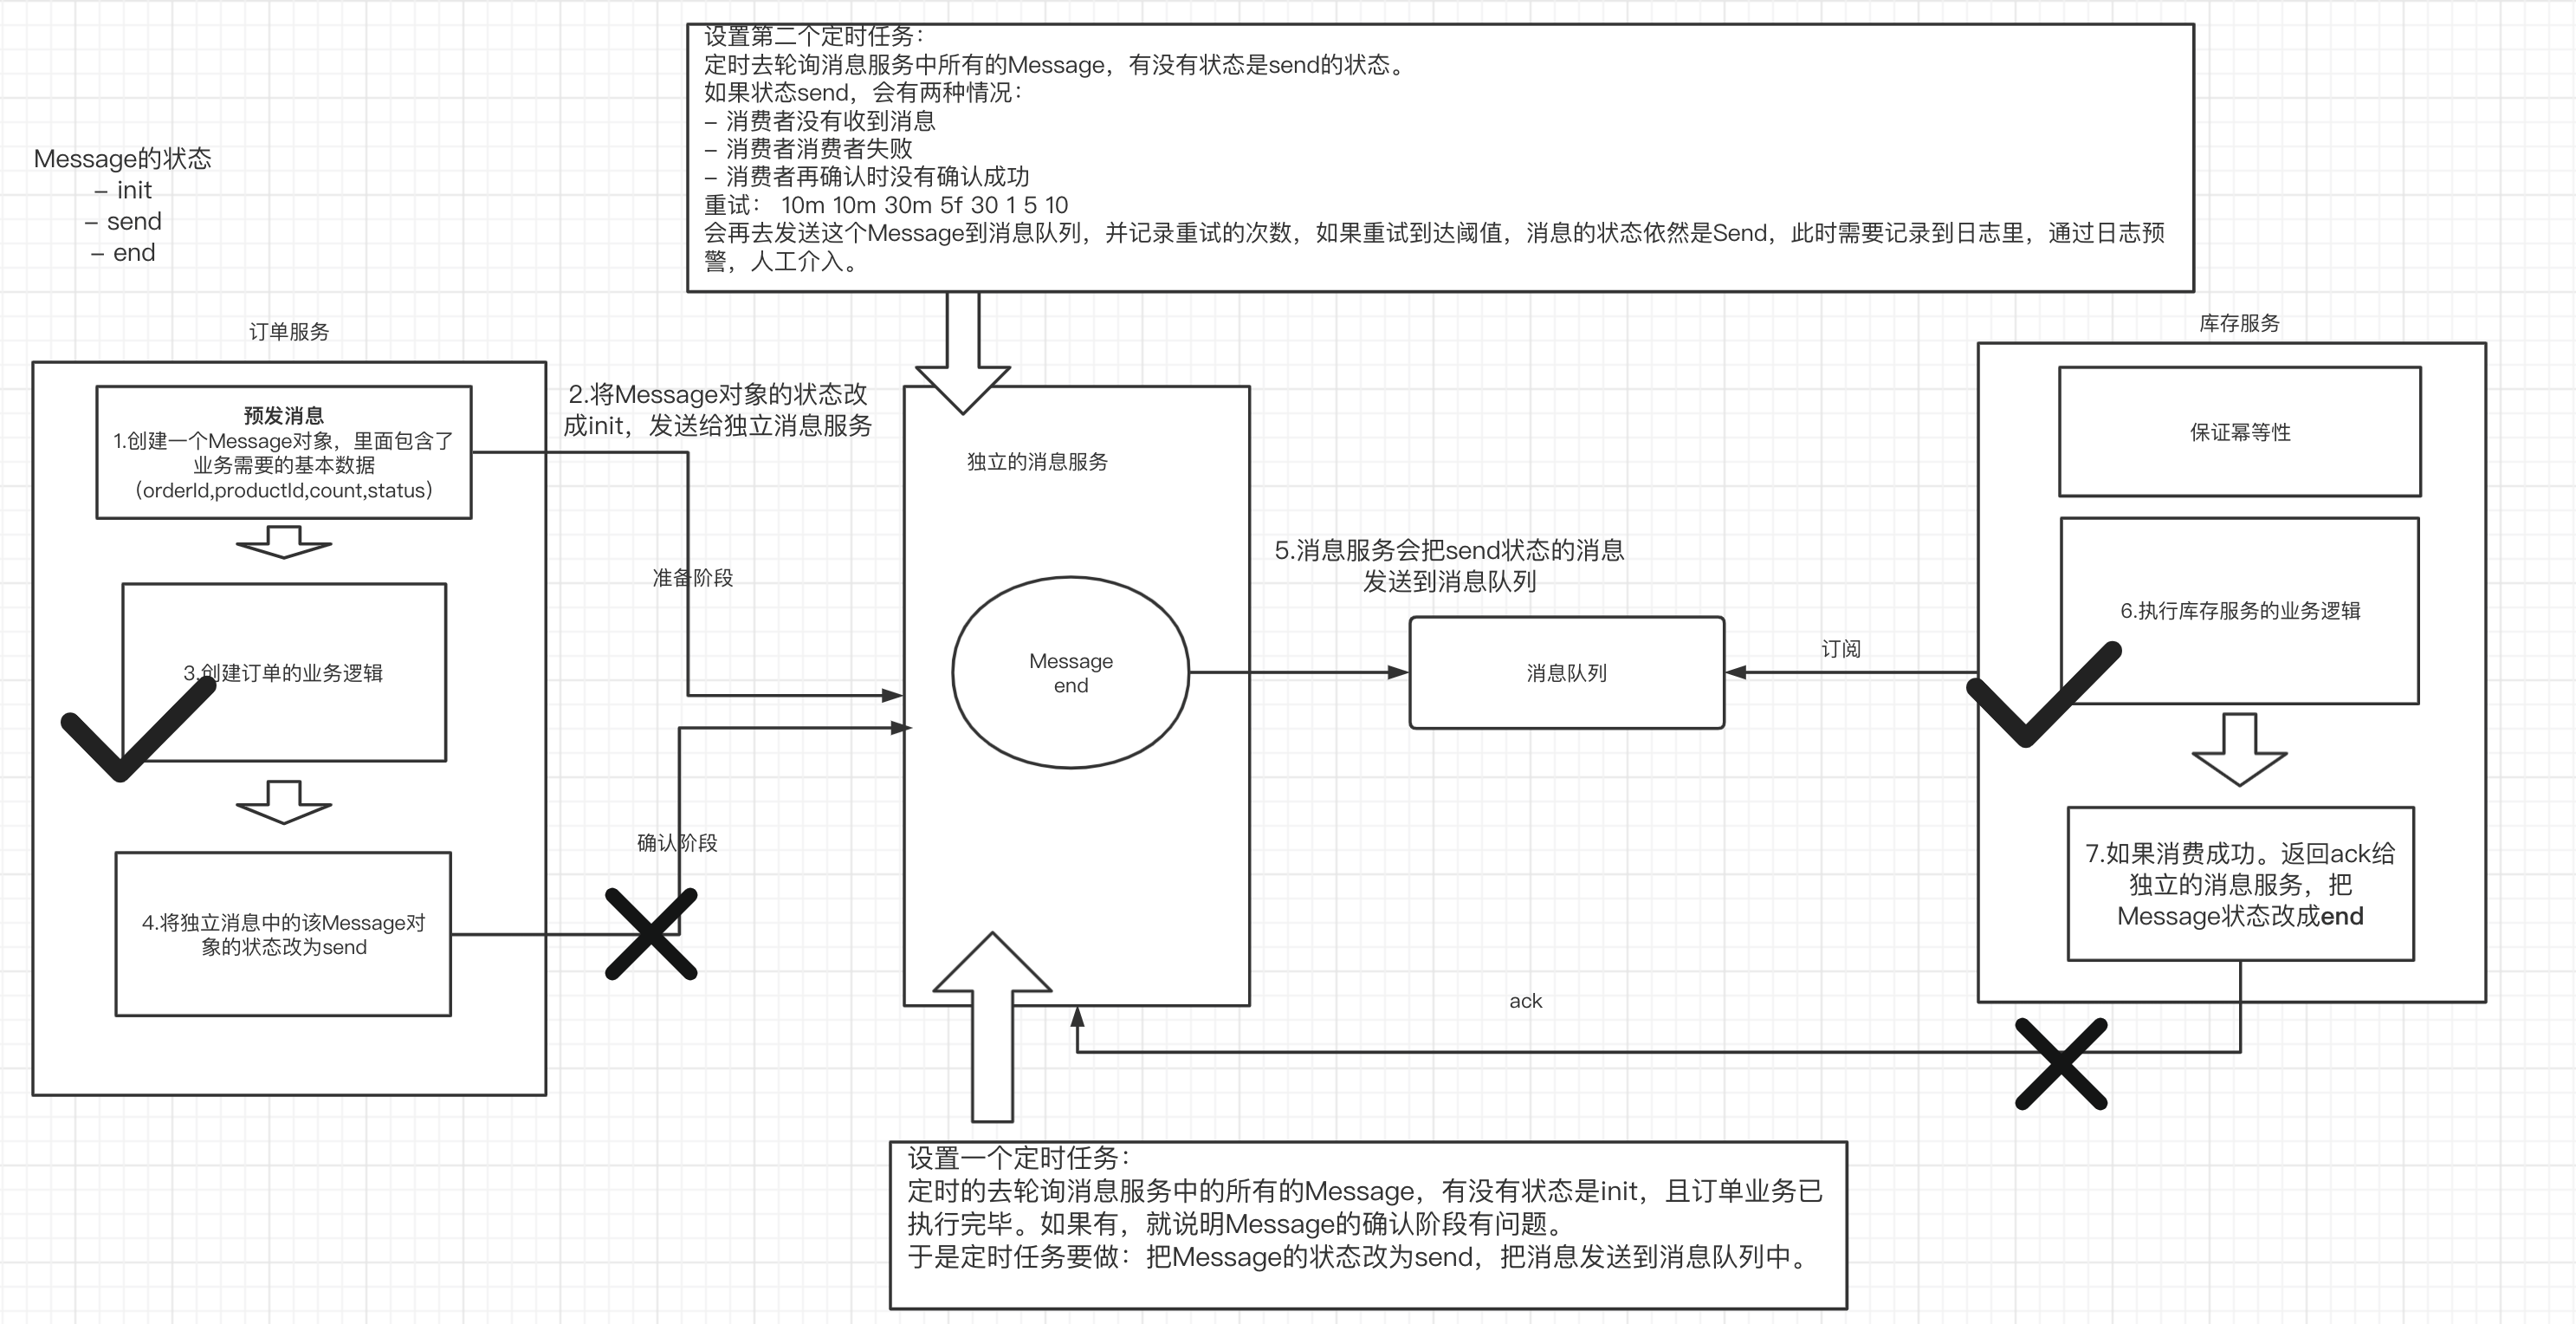 设置第二个定时任务：
定时去轮询消息服务中所有的Message，有没有状态是send的状态。
如果状态send，会有两种情况：
– 消费者没有收到消息
– 消费者消费者失败
– 消费者再确认时没有确认成功
重试： 10m 10m 30m 5f 30 1 5 10
会再去发送这个Message到消息队列，并记录重试的次数，如果重试到达阈值，消息的状态依然是Send，此时需要记录到日志里，通过日志预
警，人工介入。
Message的状态
– init
– send
– end
订单服务
预发消息
1.创建一个Message对象，里面包含了
业务需要的基本数据
（orderId,productId,count,status）
3.创建订单的业务逻辑
4.将独立消息中的该Message对
象的状态改为send
2.将Message对象的状态改
成init，发送给独立消息服务
准备阶段
确认阶段
独立的消息服务
Message
end
5.消息服务会把send状态的消息
发送到消息队列
消息队列
订阅
库存服务
保证幂等性
6.执行库存服务的业务逻辑
7.如果消费成功。返回ack给
独立的消息服务，把
Message状态改成end
ack
设置一个定时任务：
定时的去轮询消息服务中的所有的Message，有没有状态是init，且订单业务已
执行完毕。如果有，就说明Message的确认阶段有问题。
于是定时任务要做：把Message的状态改为send，把消息发送到消息队列中。